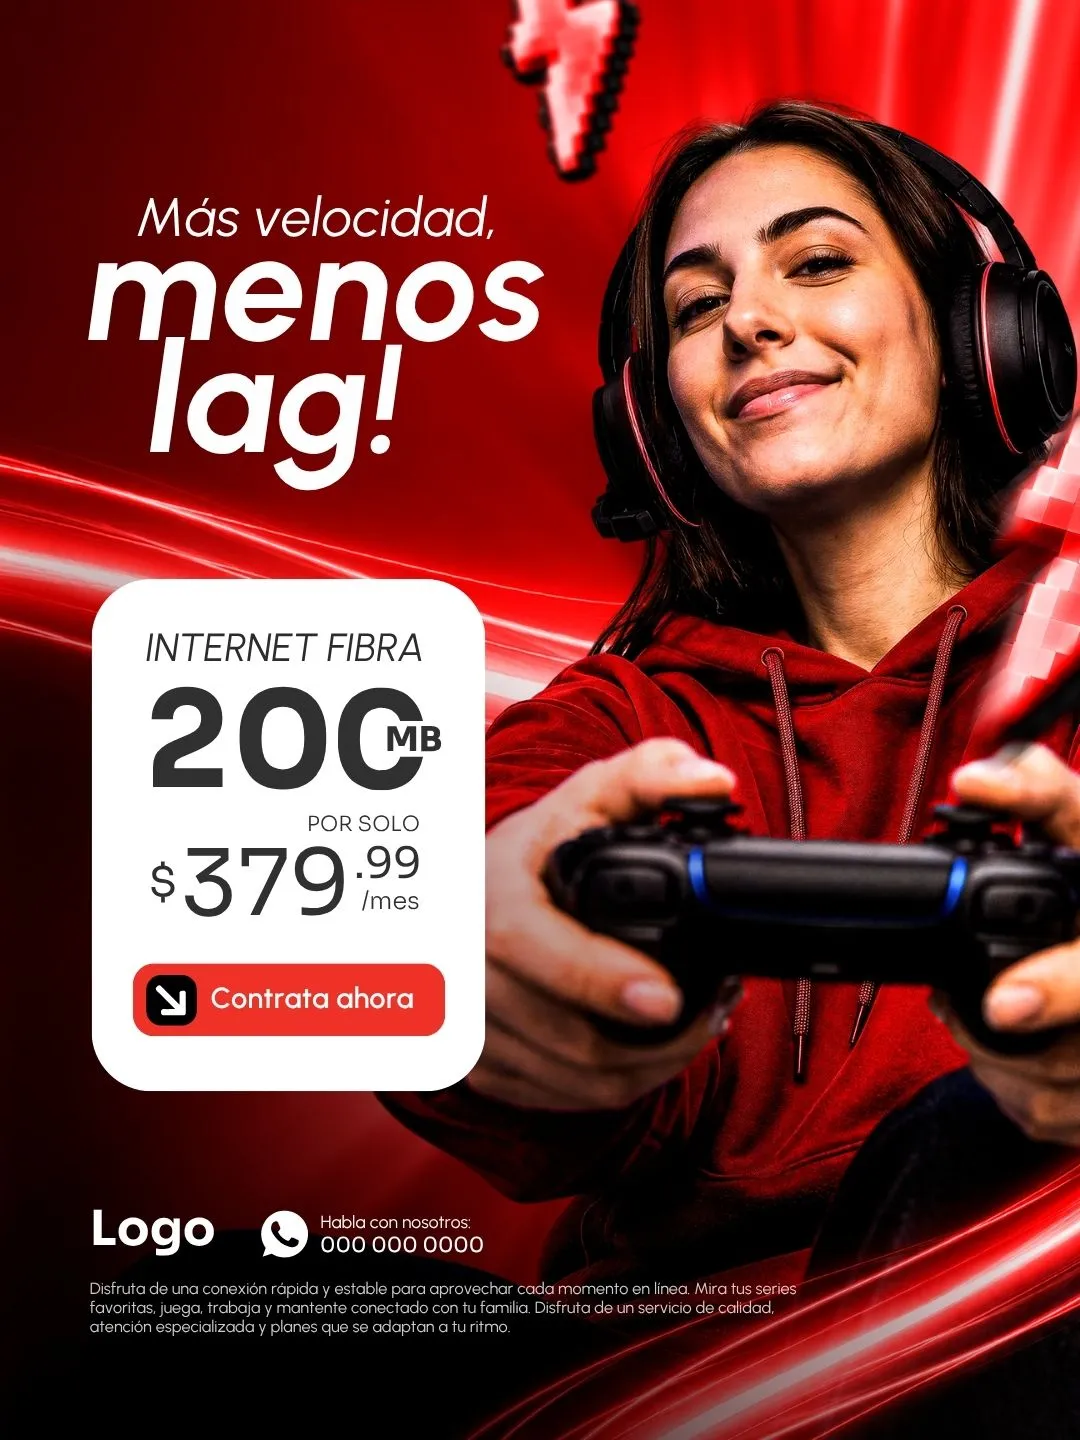 Más velocidad,
menos
lag!
INTERNET FIBRA
200 MB
POR SOLO
$379.99
/mes
Contrata ahora
Logo
Habla con nosotros:
000 000 0000
Disfruta de una conexión rápida y estable para aprovechar cada momento en línea. Mira tus series
favoritas, juega, trabaja y mantente conectado con tu familia. Disfruta de un servicio de calidad,
atención especializada y planes que se adaptan a tu ritmo.